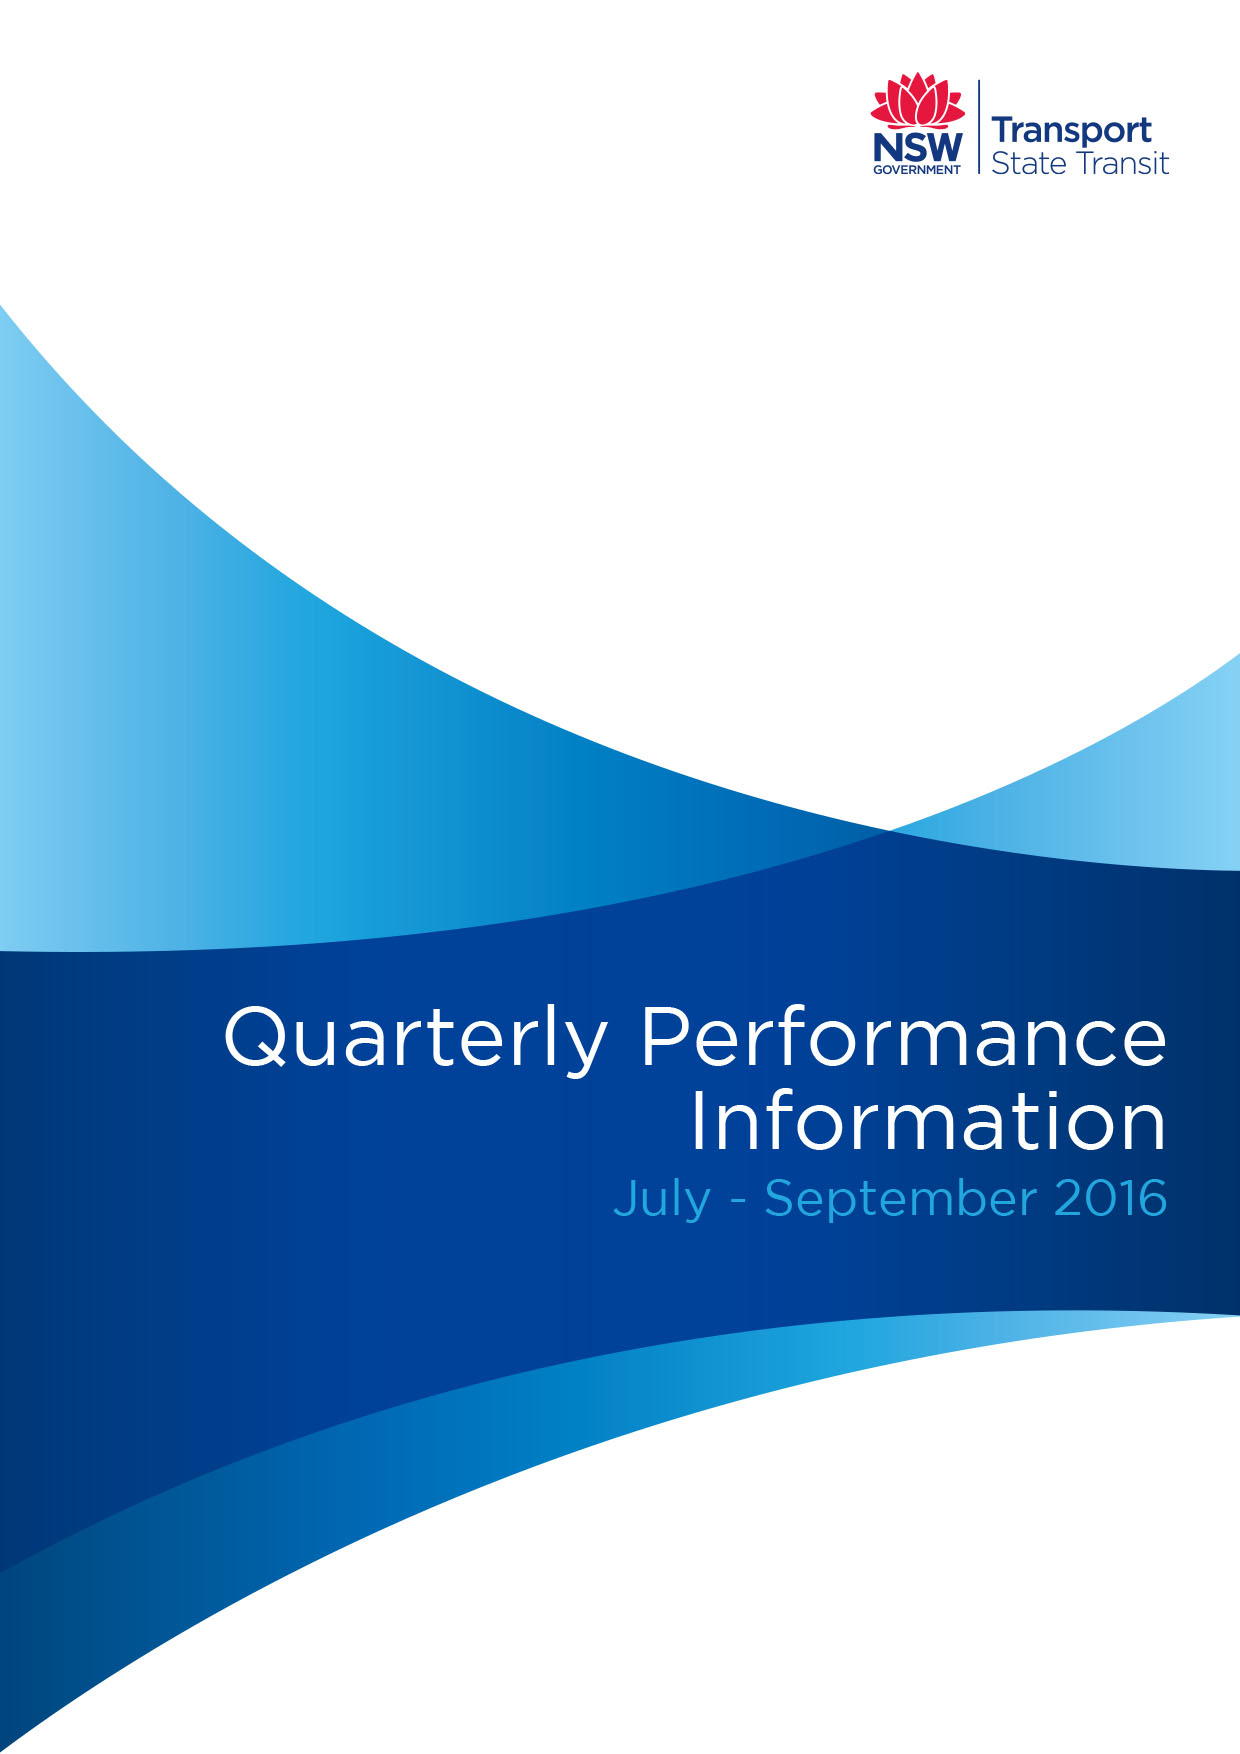 NSW
GOVERNMENT
Transport
State Transit
Quarterly Performance
Information
July - September 2016